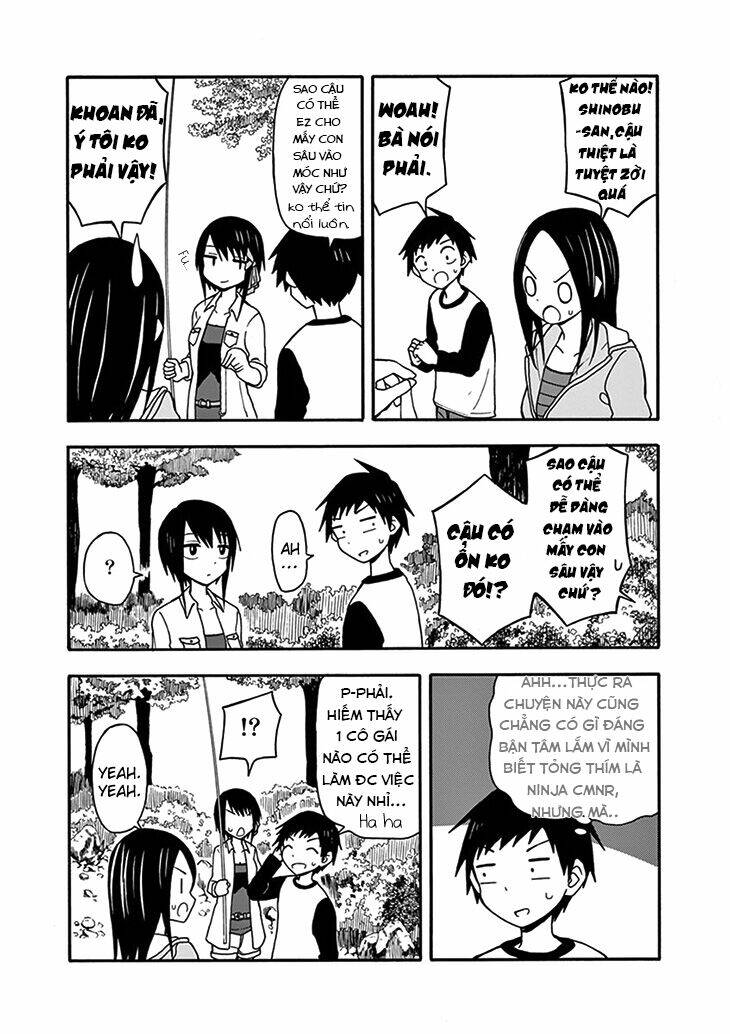 KO THỂ NÀO!
SHINOBU
-SAN, CẬU
THIỆT LÀ
TUYỆT ZỜI
QUÁ
WOAH!
BÀ NÓI
PHẢI.
SAO CẬU
CÓ THỂ
EZ CHO
MẤY CON
SÂU VÀO
MÓC NHƯ
VẬY CHỨ?
ko thể tin
nổi luôn.
KHOAN ĐÃ,
Ý TÔI KO
PHẢI VẬY!
SAO CẬU
CÓ THỂ
DỄ DÀNG
CHẠM VÀO
MẤY CON
SÂU VẬY
CHỨ?
CẬU CÓ
ỔN KO
ĐÓ!?
AH
...
?
AHH...THỰC RA
CHUYỆN NÀY CŨNG
CHẲNG CÓ GÌ ĐÁNG
BẬN TÂM LẮM VÌ MÌNH
BIẾT TỎNG THÍM LÀ
NINJA CMNR,
NHƯNG MÀ..
P-PHẢI.
HIẾM THẤY
1 CÔ GÁI
NÀO CÓ THỂ
LÀM ĐC VIỆC
NÀY NHỈ...
Ha ha
!?
YEAH.
YEAH.